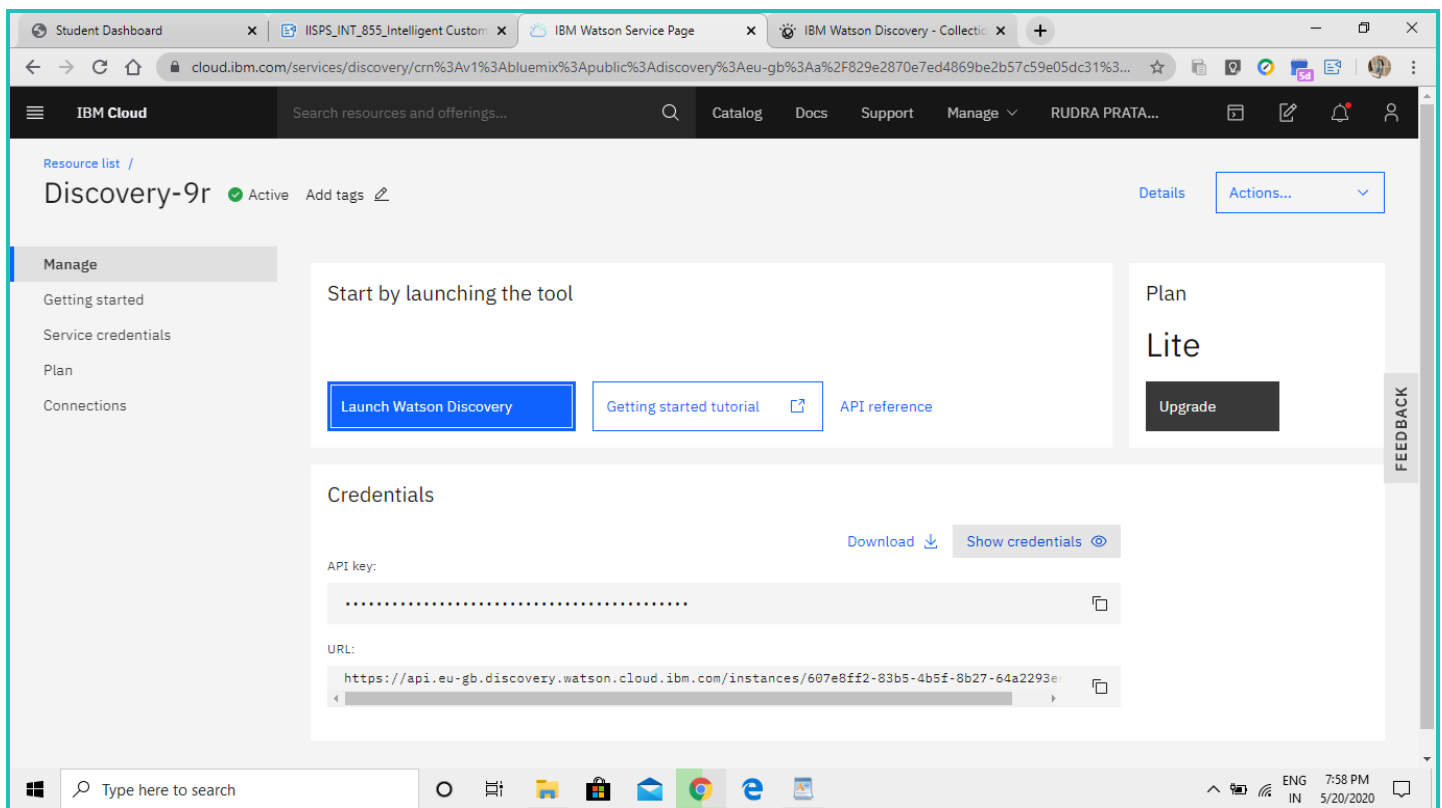 Student Dashboard
IISPS_INT_855_Intelligent Custom
IBM Watson Service Page
IBM Watson Discovery - Collectio
cloud.ibm.com/services/discovery/crn%3Av1%3Abluemix%3Apublic%3Adiscovery%3Aeu-gb%3Aa%2F829e2870e7ed4869be2b57c59e05dc31%3...
5d
IBM Cloud
Search resources and offerings...
Catalog
Docs
Support
Manage
RUDRA PRATA...
Resource list /
Discovery-9r
Active
Add tags
Details
Actions...
Manage
Getting started
Service credentials
Plan
Connections
Start by launching the tool
Launch Watson Discovery
Getting started tutorial
API reference
Plan
Lite
Upgrade
FEEDBACK
Credentials
Download
Show credentials
API key:
............................................
URL:
https://api.eu-gb.discovery.watson.cloud.ibm.com/instances/607e8ff2-83b5-4b5f-8b27-64a2293e
Type here to search
ENG
IN
7:58 PM
5/20/2020